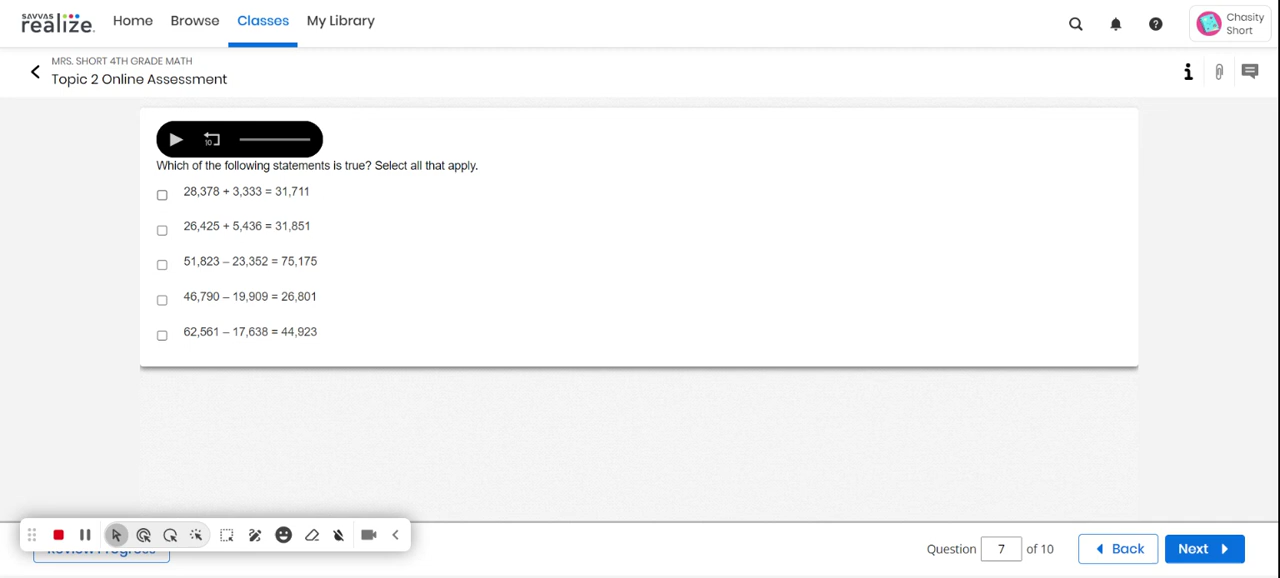 SAVVAS
realize.
Home
Browse
Classes
My Library
Chasity
Short
MRS. SHORT 4TH GRADE MATH
Topic 2 Online Assessment
10
Which of the following statements is true? Select all that apply.
28,378 + 3,333 = 31,711
26,425 + 5,436 = 31,851
51,823 – 23,352 = 75,175
46,790 – 19,909 = 26,801
62,561 – 17,638 = 44,923
Review Progress
Question 7 of 10
Back
Next